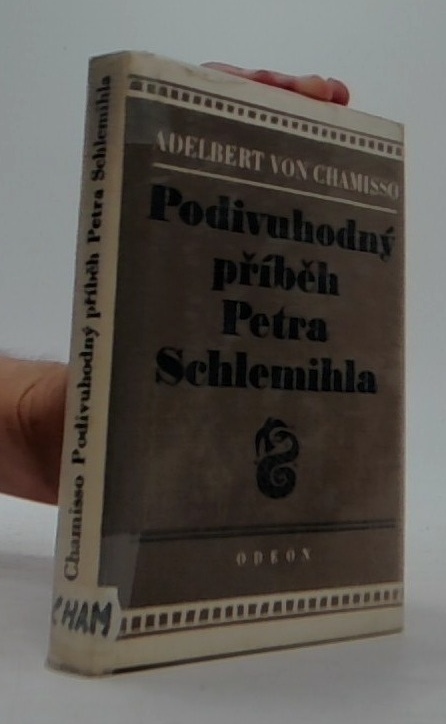 ADELBERT VON CHAMISSO
Podivuhodný
příběh
Petra
Schlemihla
ODEON
Chamisso Podivuhodný příběh Petra Schlemihla
CHAM